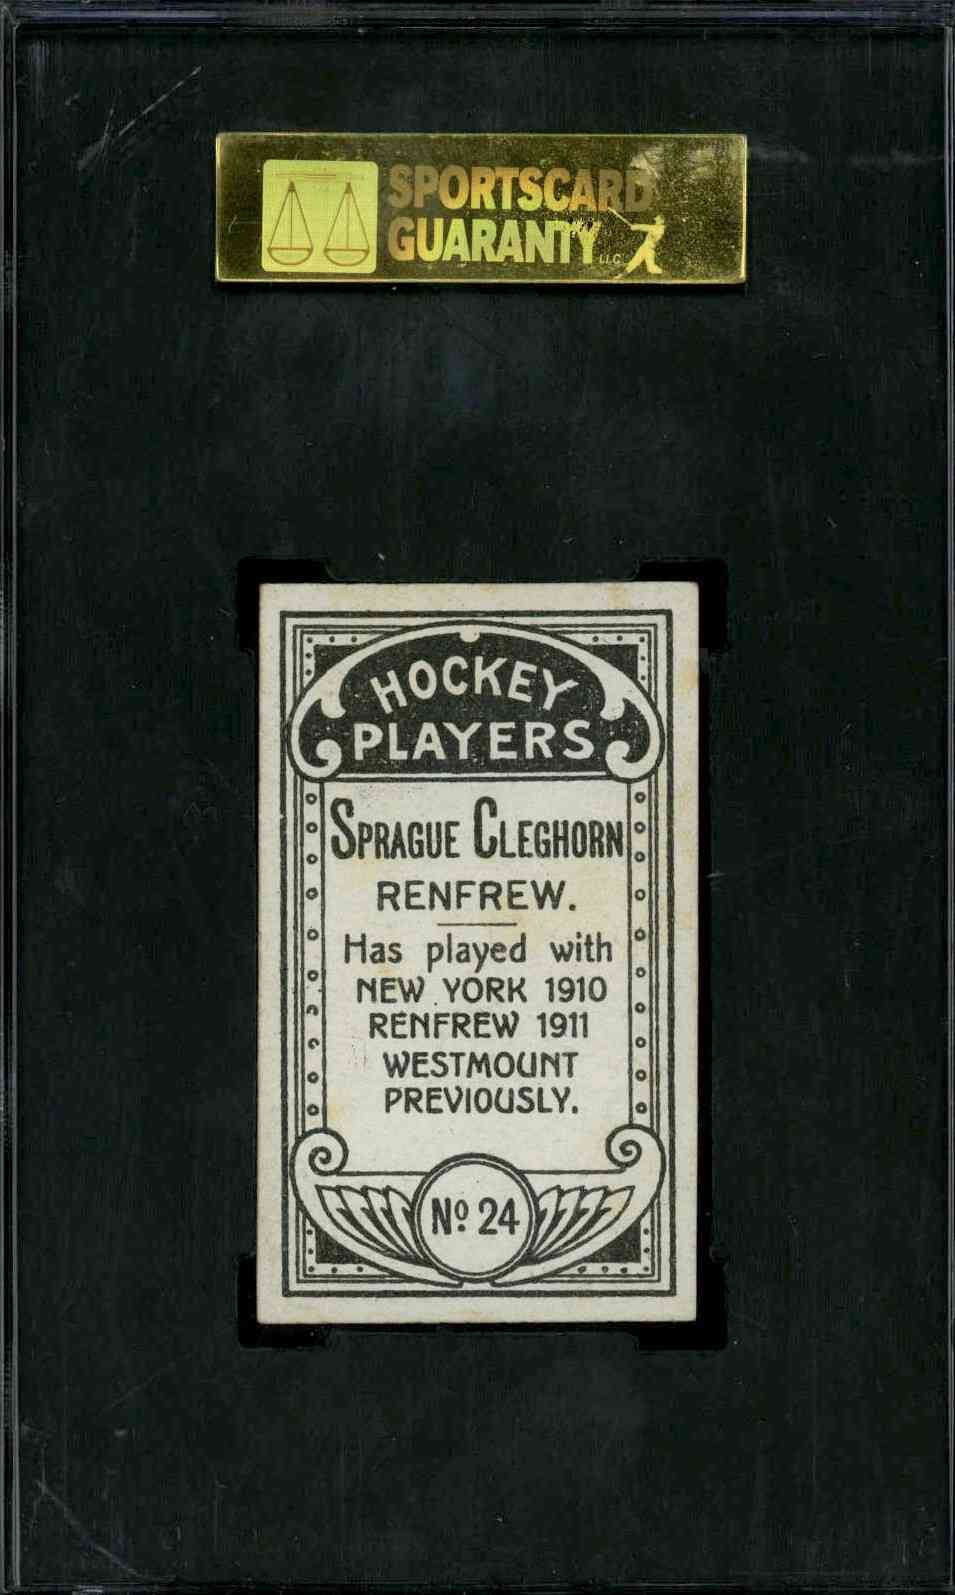 SPORTSCARD
GUARANTY LLC
HOCKEY
PLAYERS
SPRAGUE CLEGHORN
RENFREW.
Has played with
NEW YORK 1910
RENFREW 1911
WESTMOUNT
PREVIOUSLY.
Nº 24